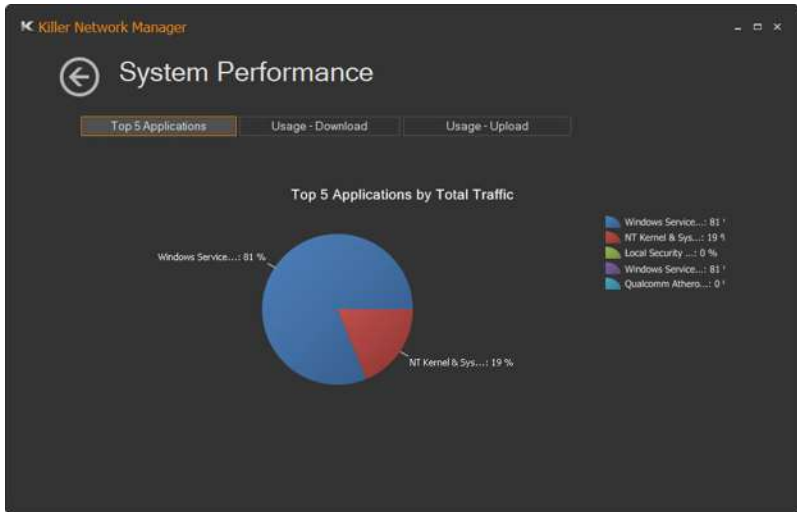 Killer Network Manager
System Performance
Top 5 Applications
Usage - Download
Usage - Upload
Top 5 Applications by Total Traffic
Windows Service...: 81 %
NT Kernel & Sys...: 19 %
Windows Service...: 81 '
NT Kernel & Sys...: 19 %
Local Security ...: 0 %
Windows Service...: 81 '
Qualcomm Athero...: 0 '